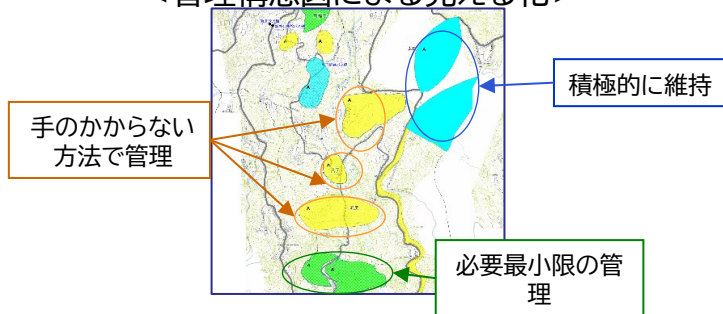 <管理構想図による見える化>
積極的に維持
手のかからない
方法で管理
必要最小限の管
理